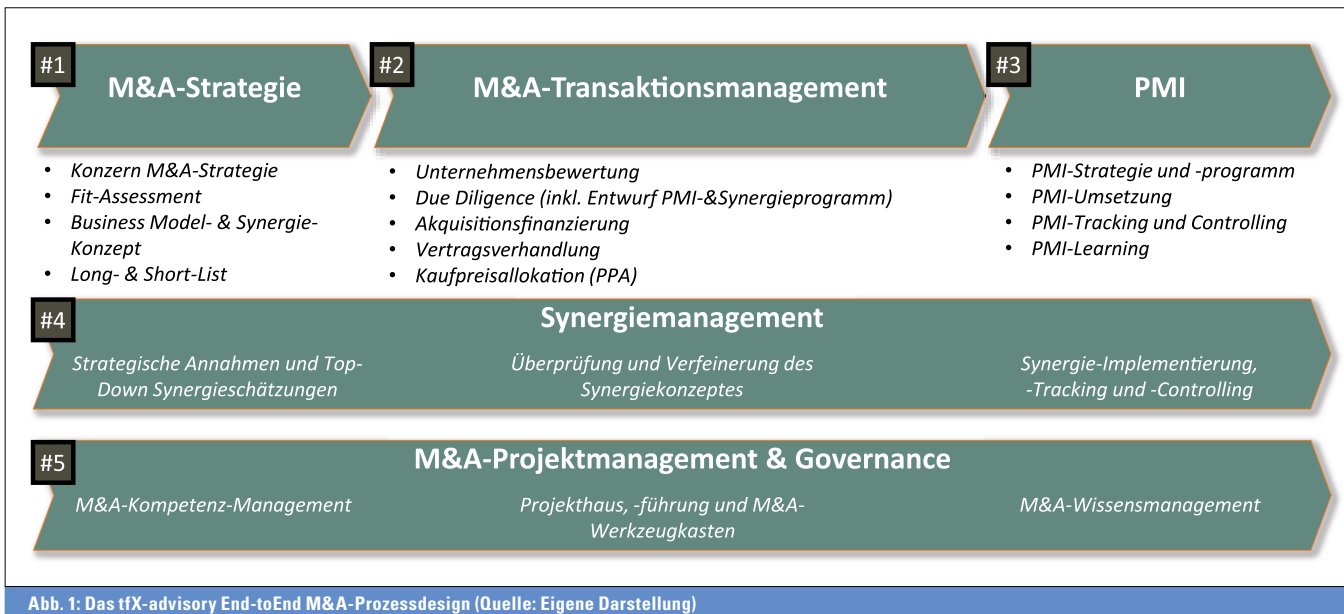 #1
M&A-Strategie
#2
M&A-Transaktionsmanagement
#3
PMI
• Konzern M&A-Strategie
• Fit-Assessment
• Business Model- & Synergie-
Konzept
• Long- & Short-List
• Unternehmensbewertung
• Due Diligence (inkl. Entwurf PMI-&Synergieprogramm)
• Akquisitionsfinanzierung
• Vertragsverhandlung
• Kaufpreisallokation (PPA)
• PMI-Strategie und -programm
• PMI-Umsetzung
• PMI-Tracking und Controlling
• PMI-Learning
#4
Synergiemanagement
Strategische Annahmen und Top-
Down Synergieschätzungen
Überprüfung und Verfeinerung des
Synergiekonzeptes
Synergie-Implementierung,
-Tracking und -Controlling
#5
M&A-Projektmanagement & Governance
M&A-Kompetenz-Management
Projekthaus, -führung und M&A-
Werkzeugkasten
M&A-Wissensmanagement
Abb. 1: Das tfX-advisory End-toEnd M&A-Prozessdesign (Quelle: Eigene Darstellung)